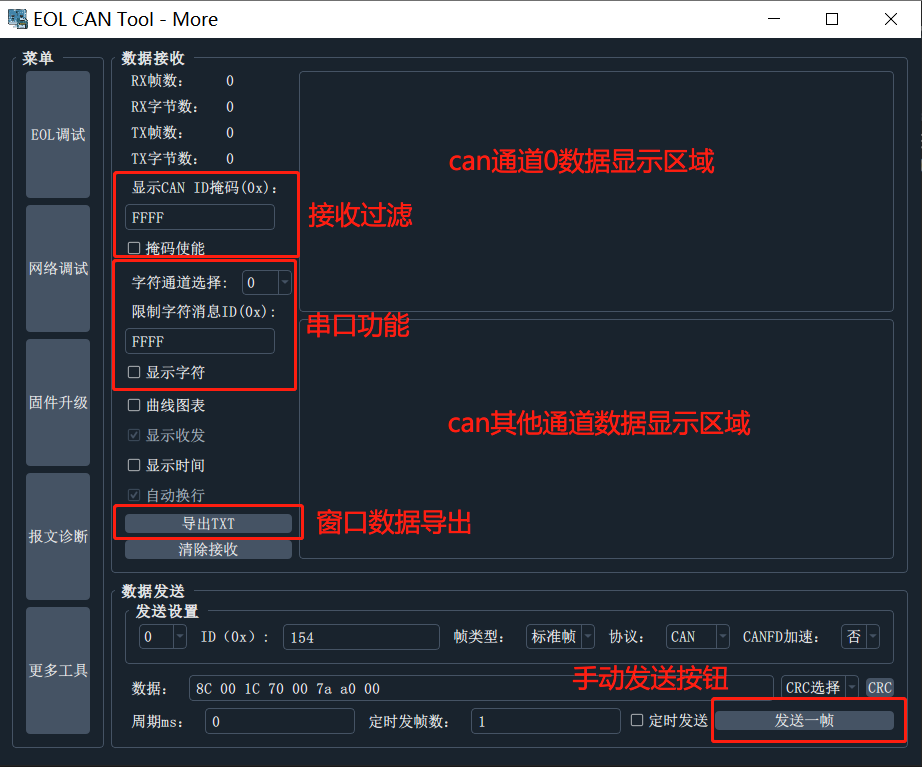 EOL CAN Tool - More
菜单
EOL调试
网络调试
固件升级
报文诊断
更多工具
数据接收
RX帧数: 0
RX字节数: 0
TX帧数: 0
TX字节数: 0
显示CAN ID掩码(0x):
FFFF
掩码使能
接收过滤
字符通道选择: 0
限制字符消息ID(0x):
FFFF
显示字符
串口功能
曲线图表
显示收发
显示时间
自动换行
导出TXT
窗口数据导出
清除接收
can通道0数据显示区域
can其他通道数据显示区域
数据发送
发送设置
0 ID（0x）: 154 帧类型: 标准帧 协议: CAN CANFD加速: 否
手动发送按钮
数据: 8C 00 1C 70 00 7a a0 00 CRC选择 CRC
周期ms: 0 定时发帧数: 1 定时发送 发送一帧